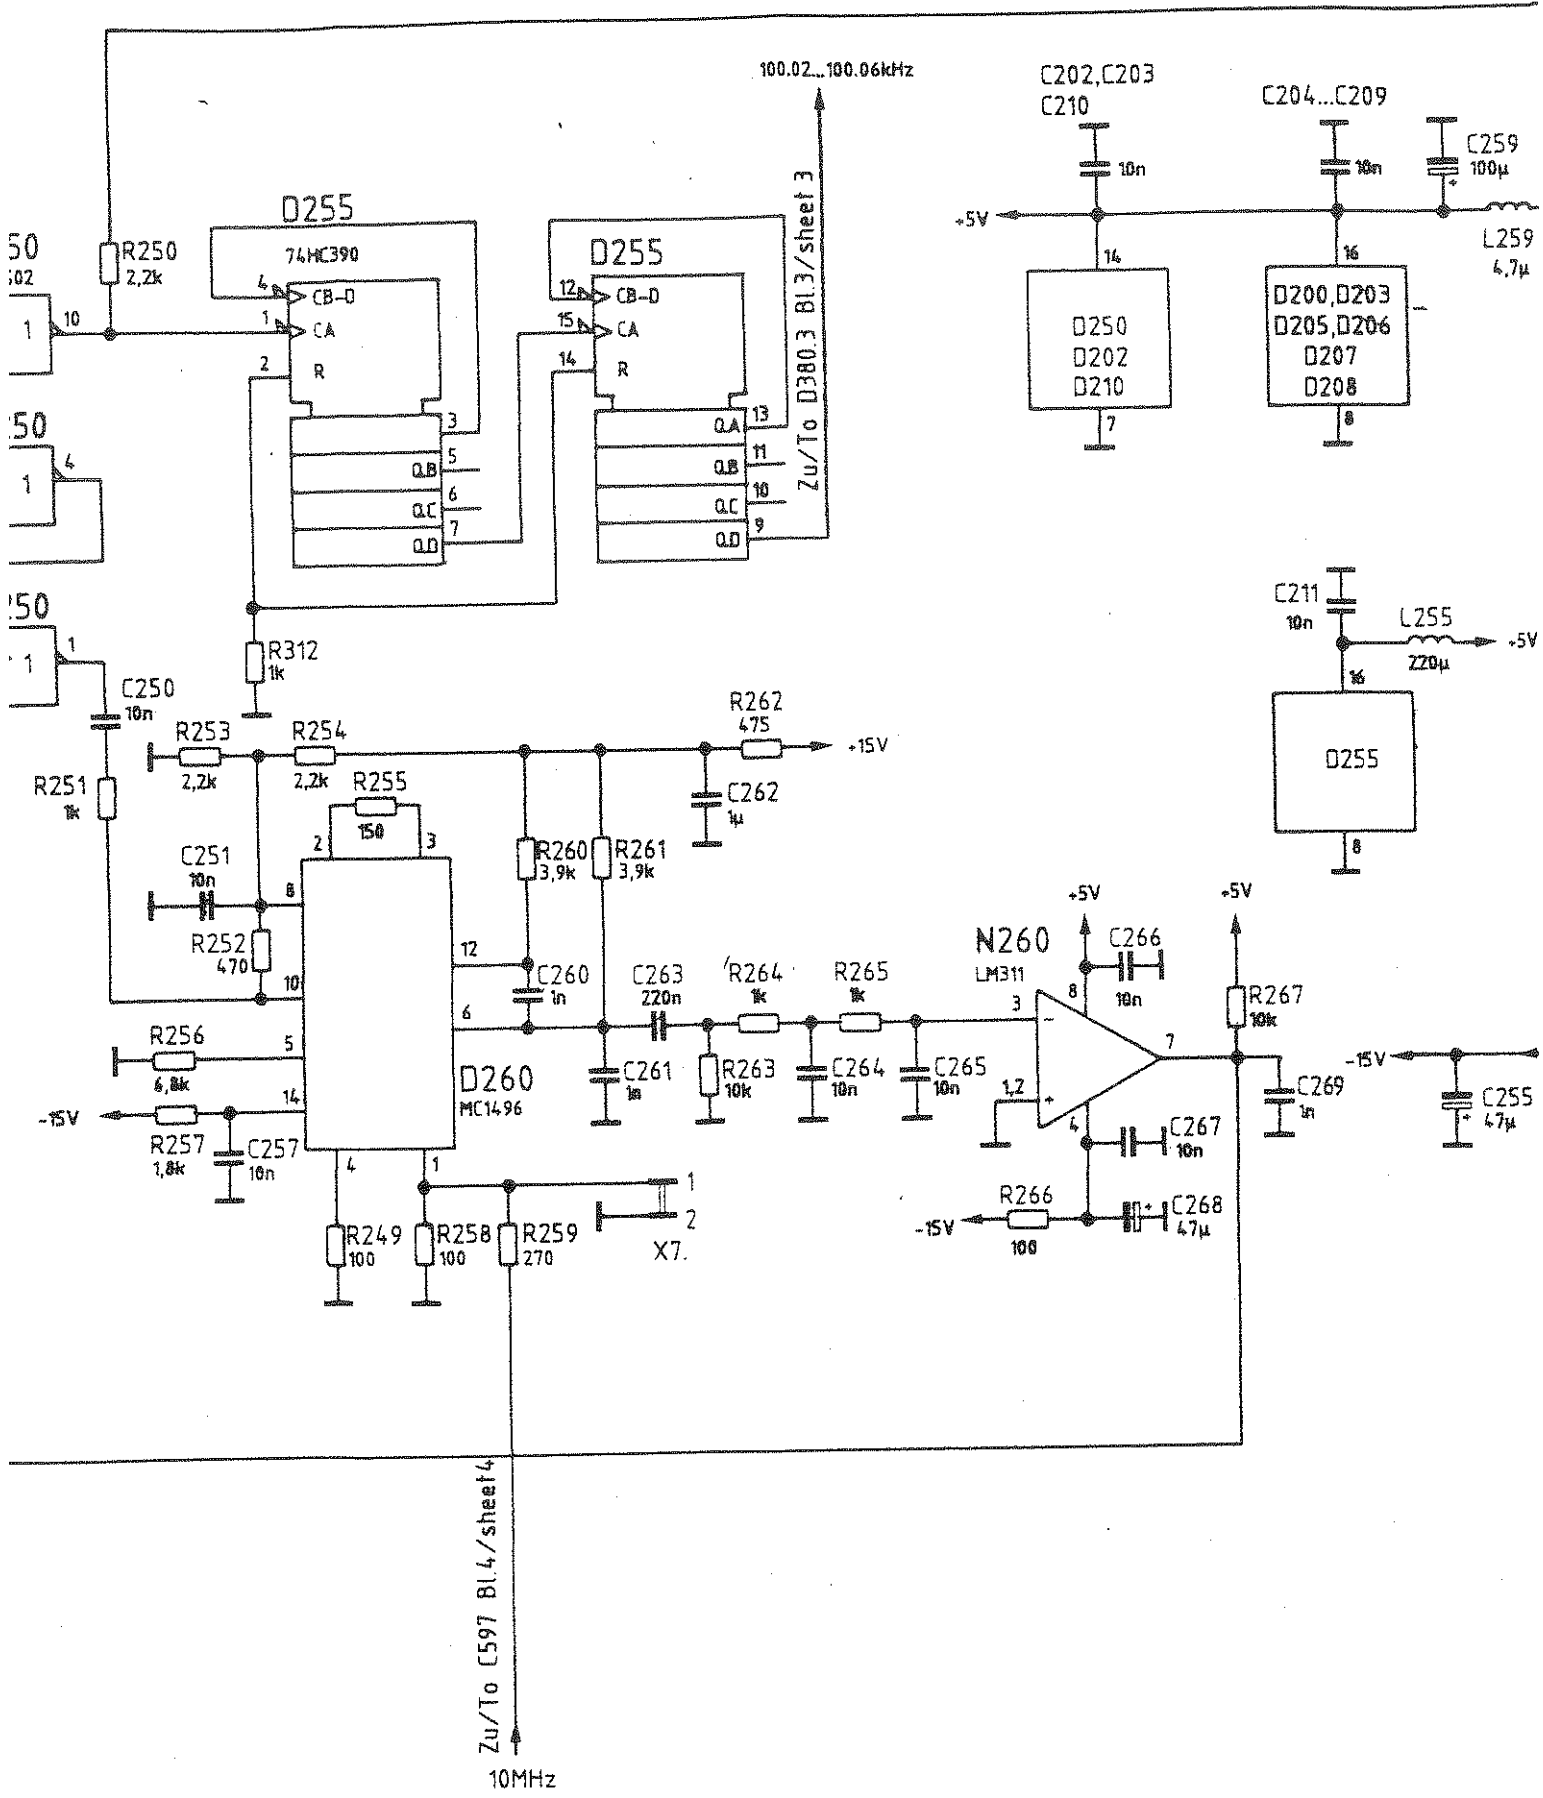 100.02...100.06kHz
C202,C203
C210
10n
C204...C209
10n
C259
100µ
+
+5V
L259
4,7µ
14
D250
D202
D210
7
16
D200,D203
D205,D206
D207
D208
8
50
502
1
10
R250
2,2k
D255
74HC390
4
CB-D
1
CA
2
R
3
5
QB
6
QC
7
QD
D255
12
CB-D
15
CA
14
R
QA
13
QB
11
QC
10
QD
9
Zu/To D380.3 Bl.3/sheet 3
250
1
4
250
1
1
R312
1k
C211
10n
L255
220µ
+5V
16
D255
8
C250
10n
R251
1k
R253
2,2k
R254
2,2k
R262
475
+15V
C262
1µ
R255
150
2
3
R260
3,9k
R261
3,9k
C251
10n
8
R252
470
10
12
6
C260
1n
C263
220n
R264
1k
R265
1k
R256
6,8k
5
-15V
14
R257
1,8k
C257
10n
D260
MC1496
4
1
C261
1n
R263
10k
C264
10n
C265
10n
N260
LM311
+5V
C266
10n
8
3
-
1,2
+
4
7
+5V
R267
10k
C267
10n
C269
1n
-15V
C255
47µ
+
R266
100
-15V
C268
47µ
+
R249
100
R258
100
R259
270
1
2
X7.
Zu/To C597 Bl.4/sheet4
10MHz